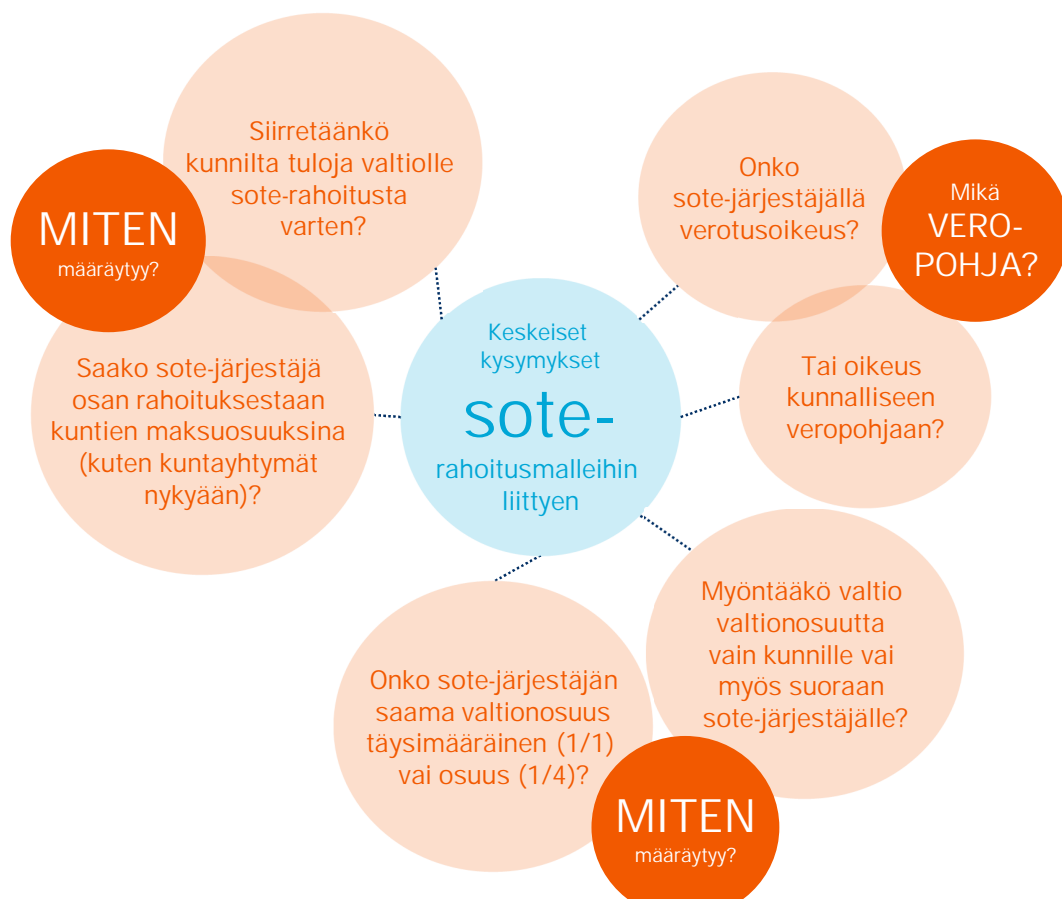 Siirretäänkö
kunnilta tuloja valtiolle
sote-rahoitusta
varten?
MITEN
määräytyy?
Saako sote-järjestäjä
osan rahoituksestaan
kuntien maksuosuuksina
(kuten kuntayhtymät
nykyään)?
Keskeiset
kysymykset
sote-
rahoitusmalleihin
liittyen
Onko
sote-järjestäjällä
verotusoikeus?
Mikä
VERO-
POHJA?
Tai oikeus
kunnalliseen
veropohjaan?
Myöntääkö valtio
valtionosuutta
vain kunnille vai
myös suoraan
sote-järjestäjälle?
Onko sote-järjestäjän
saama valtionosuus
täysimääräinen (1/1)
vai osuus (1/4)?
MITEN
määräytyy?